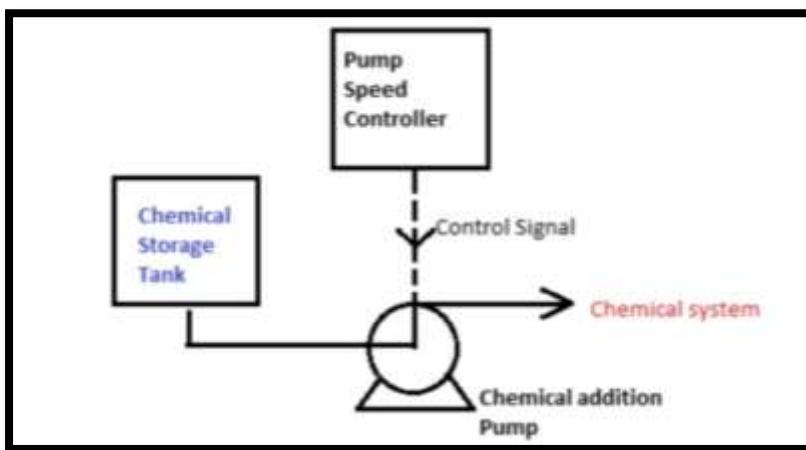 Pump
Speed
Controller
Control Signal
Chemical
Storage
Tank
Chemical system
Chemical addition
Pump